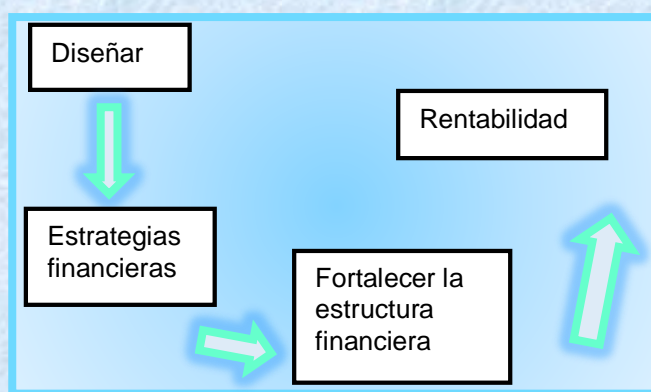 Diseñar
Estrategias
financieras
Fortalecer la
estructura
financiera
Rentabilidad